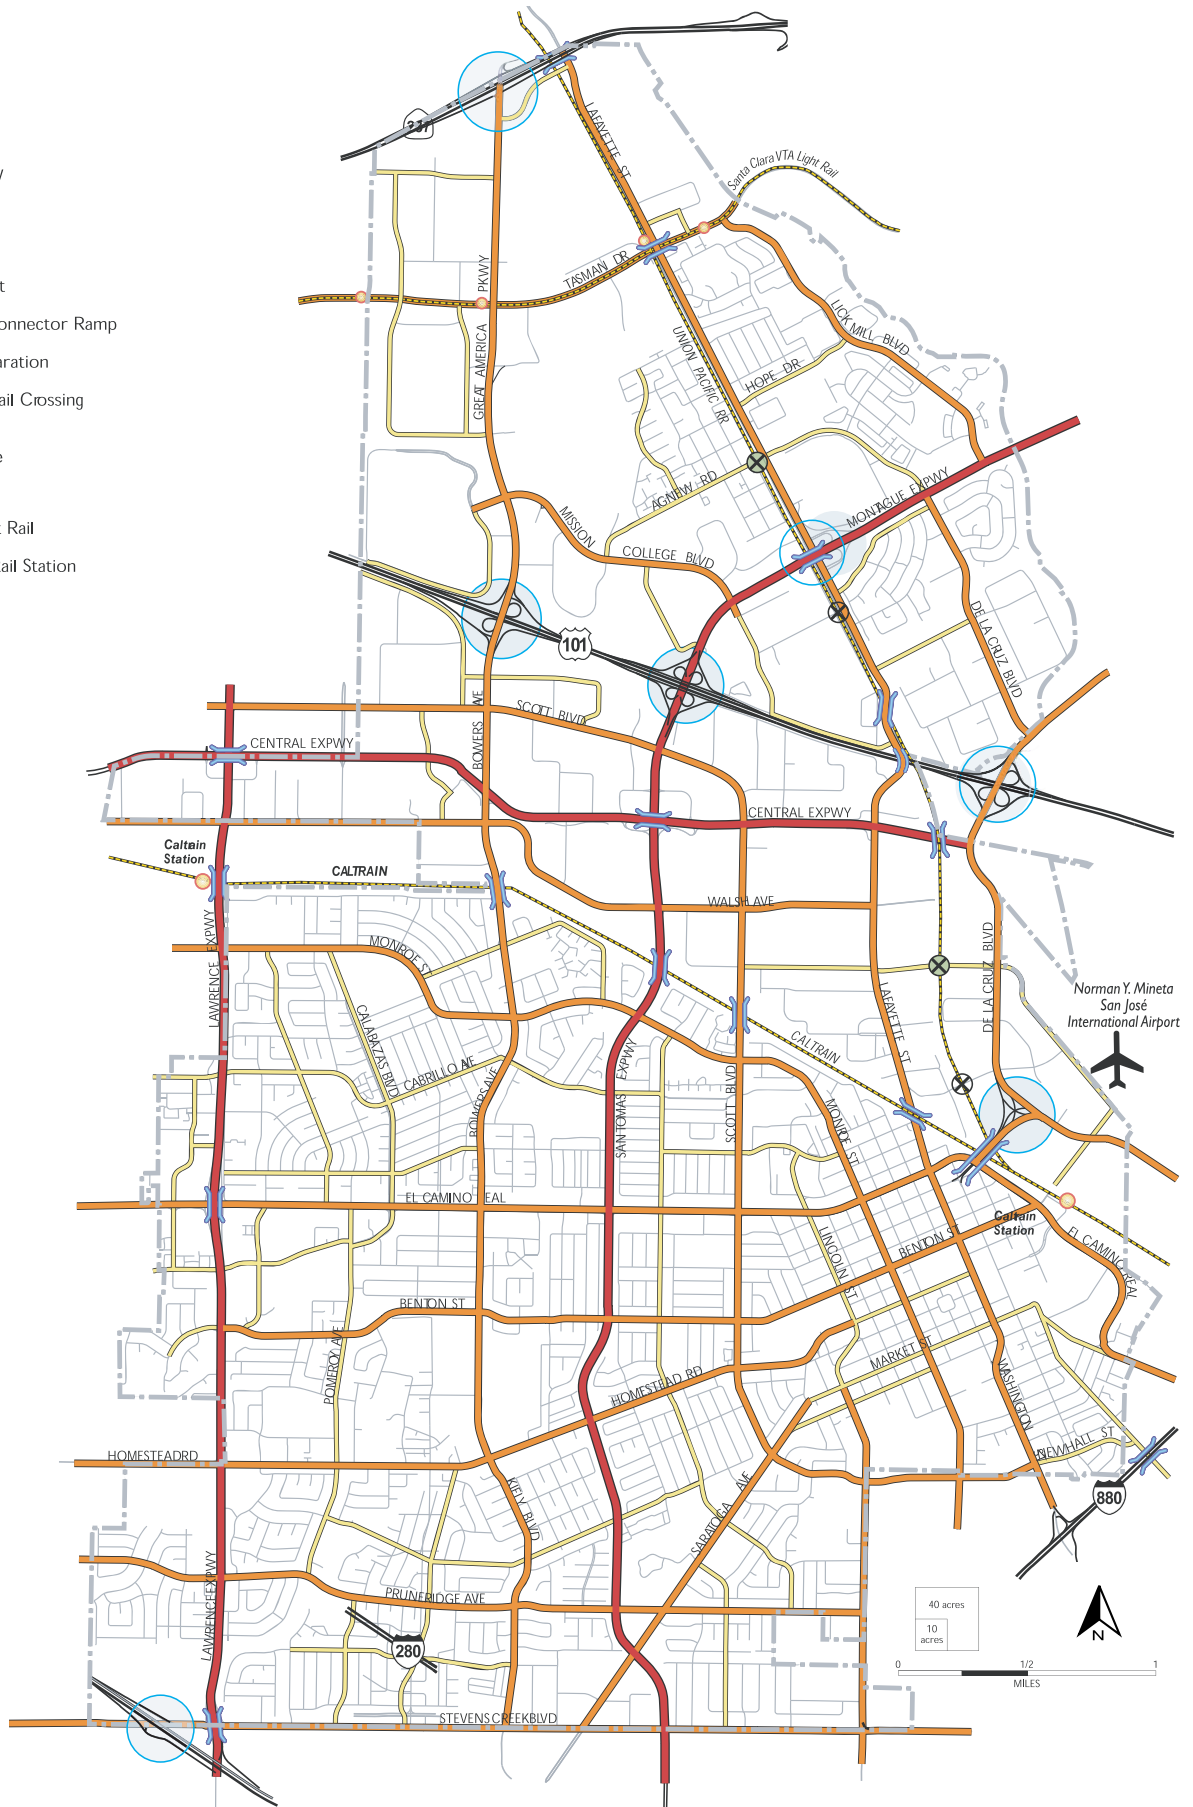 237
LAFAYETTE ST
Santa Clara VTA Light Rail
/
t
onnector Ramp
aration
ail Crossing
e
t Rail
ail Station
TASMAN DR
GREAT AMERICA PKWY
UNION PACIFIC RR
LICK MILL BLVD
HOPE DR
AGNEW RD
MONTAGUE EXPWY
MISSION
COLLEGE BLVD
101
DE LA CRUZ BLVD
BOWERS AVE
SCOTT BLVD
CENTRAL EXPWY
CENTRAL EXPWY
Caltrain
Station
CALTRAIN
WALSH AVE
LAWRENCE EXPWY
MONROE ST
CALABAZAS BLVD
CABRILLO AVE
BOWERS AVE
SAN TOMAS EXPWY
SCOTT BLVD
CALTRAIN
LAFAYETTE ST
DE LA CRUZ BLVD
Norman Y. Mineta
San José
International Airport
MONROE ST
EL CAMINO REAL
LINCOLN ST
BENTON ST
Caltrain
Station
EL CAMINO REAL
BENTON ST
POMEROY AVE
MARKET ST
HOMESTEAD RD
WASHINGTON
HOMESTEADRD
NEWHALL ST
KIELY BLVD
SARATOGA AVE
880
LAWRENCEEXPWY
PRUNERIDGE AVE
280
40 acres
10
acres
N
0 1/2 1
MILES
STEVENS CREEKBLVD